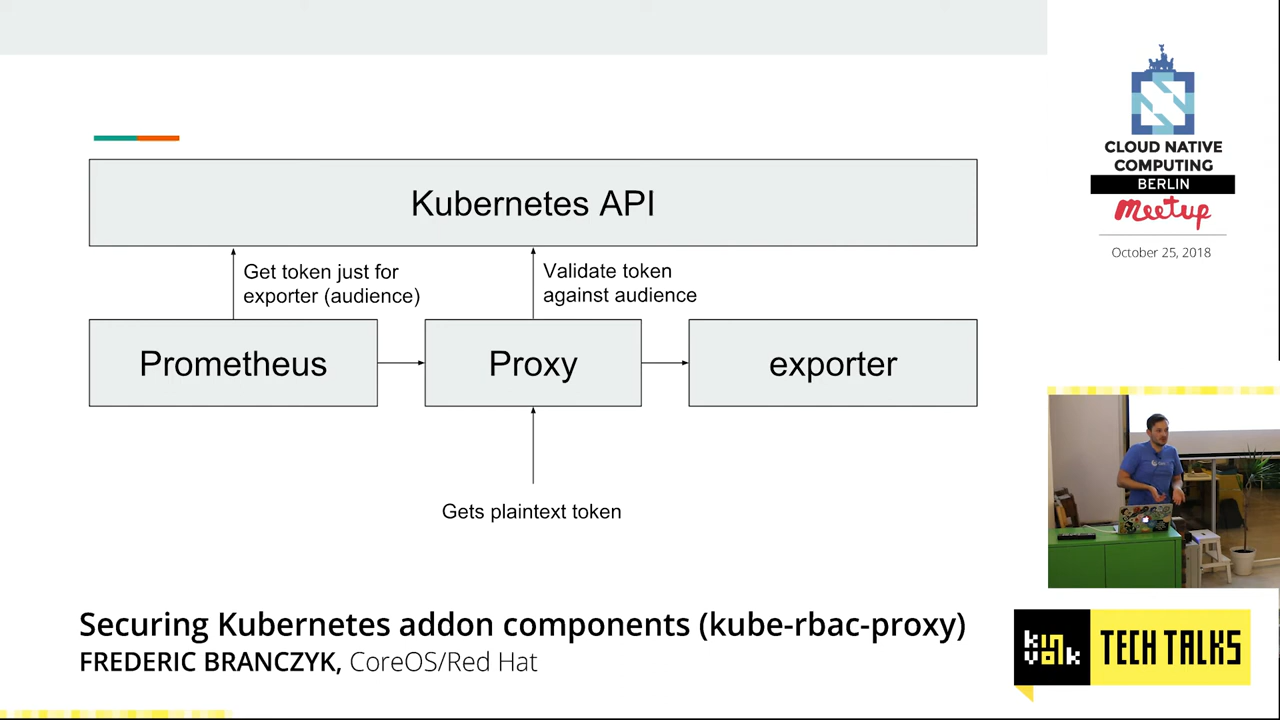 Kubernetes API
Get token just for
exporter (audience)
Validate token
against audience
Prometheus
Proxy
exporter
Gets plaintext token
CLOUD NATIVE
COMPUTING
BERLIN
Meetup
October 25, 2018
Securing Kubernetes addon components (kube-rbac-proxy)
FREDERIC BRANCZYK, CoreOS/Red Hat
kinvolk
TECH TALKS